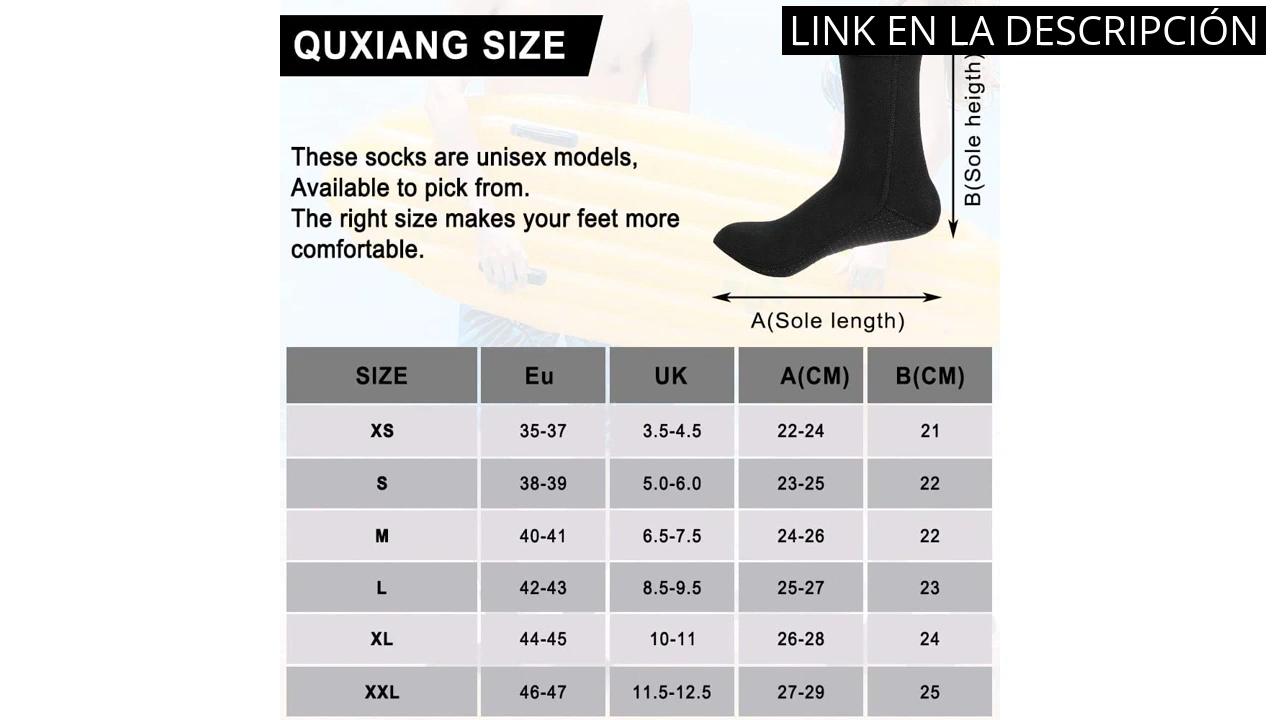 QUXIANG SIZE
LINK EN LA DESCRIPCIÓN
These socks are unisex models,
Available to pick from.
The right size makes your feet more
comfortable.
B(Sole heigth)
A(Sole length)
SIZE Eu UK A(CM) B(CM)
XS 35-37 3.5-4.5 22-24 21
S 38-39 5.0-6.0 23-25 22
M 40-41 6.5-7.5 24-26 22
L 42-43 8.5-9.5 25-27 23
XL 44-45 10-11 26-28 24
XXL 46-47 11.5-12.5 27-29 25